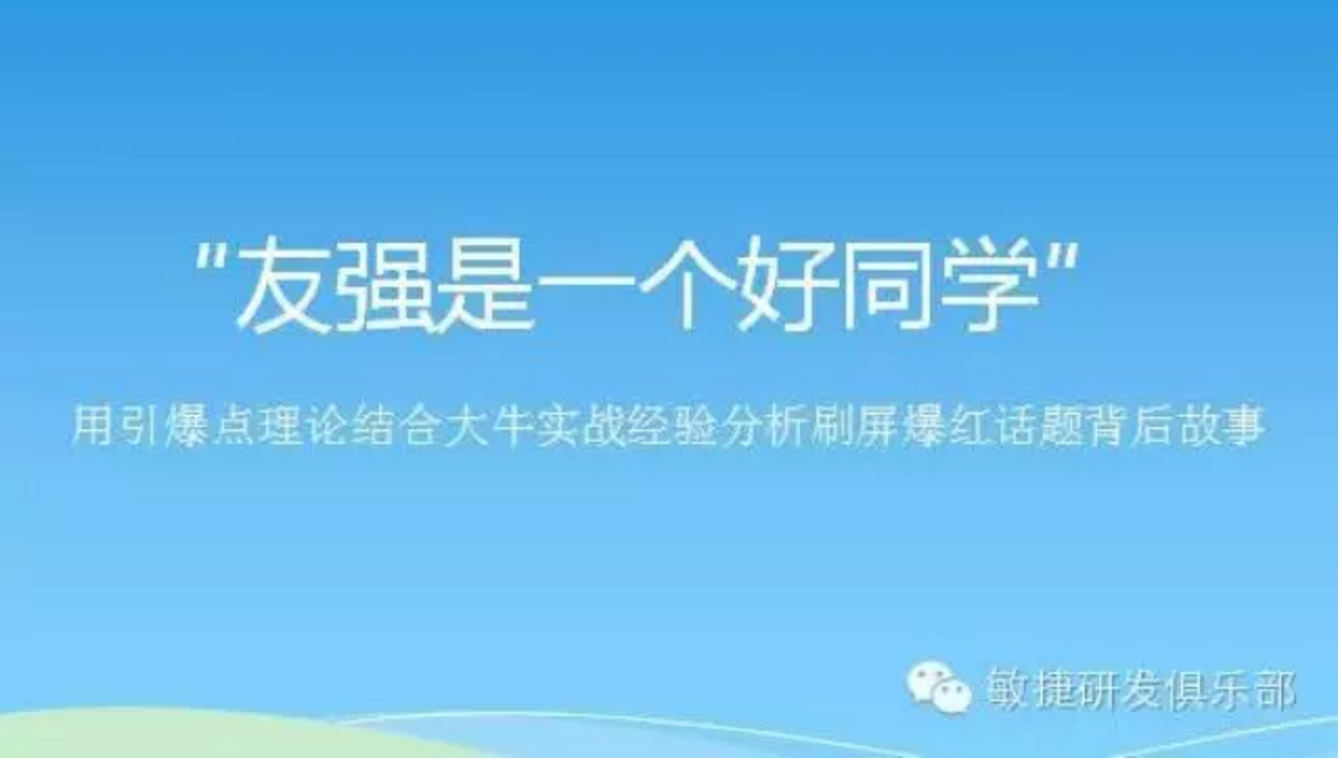 "友强是一个好同学"
用引爆点理论结合大牛实战经验分析刷屏爆红话题背后故事
敏捷研发俱乐部